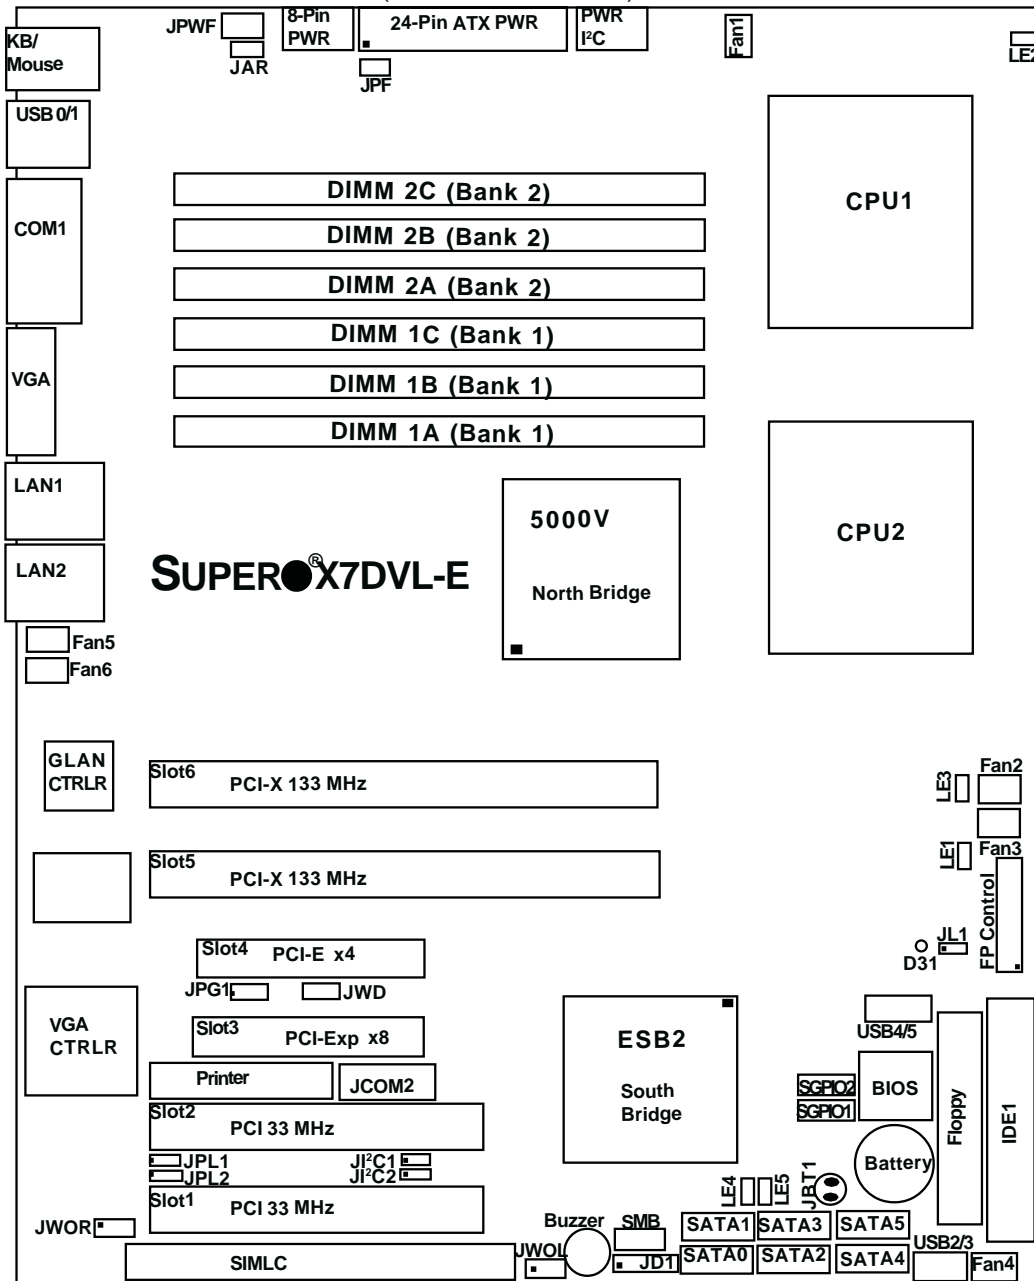 JPWF
8-Pin
PWR
24-Pin ATX PWR
PWR
I²C
Fan1
LE2
KB/
Mouse
JAR
JPF
USB 0/1
DIMM 2C (Bank 2)
CPU1
COM1
DIMM 2B (Bank 2)
DIMM 2A (Bank 2)
DIMM 1C (Bank 1)
VGA
DIMM 1B (Bank 1)
DIMM 1A (Bank 1)
LAN1
5000V
North Bridge
CPU2
LAN2
SUPER®X7DVL-E
Fan5
Fan6
GLAN
CTRLR
Slot6
PCI-X 133 MHz
LE3
Fan2
Slot5
PCI-X 133 MHz
LE1
Fan3
FP Control
Slot4
PCI-E x4
JL1
D31
JPG1
JWD
VGA
CTRLR
Slot3
PCI-Exp x8
ESB2
South
Bridge
USB4/5
Printer
JCOM2
SGPIO2
SGPIO1
BIOS
Floppy
IDE1
Slot2
PCI 33 MHz
JPL1
JPL2
JI²C1
JI²C2
Battery
LE4
LE5
JBT1
Slot1
PCI 33 MHz
JWOR
Buzzer
SMB
SATA1
SATA3
SATA5
USB2/3
SIMLC
JWOL
JD1
SATA0
SATA2
SATA4
Fan4